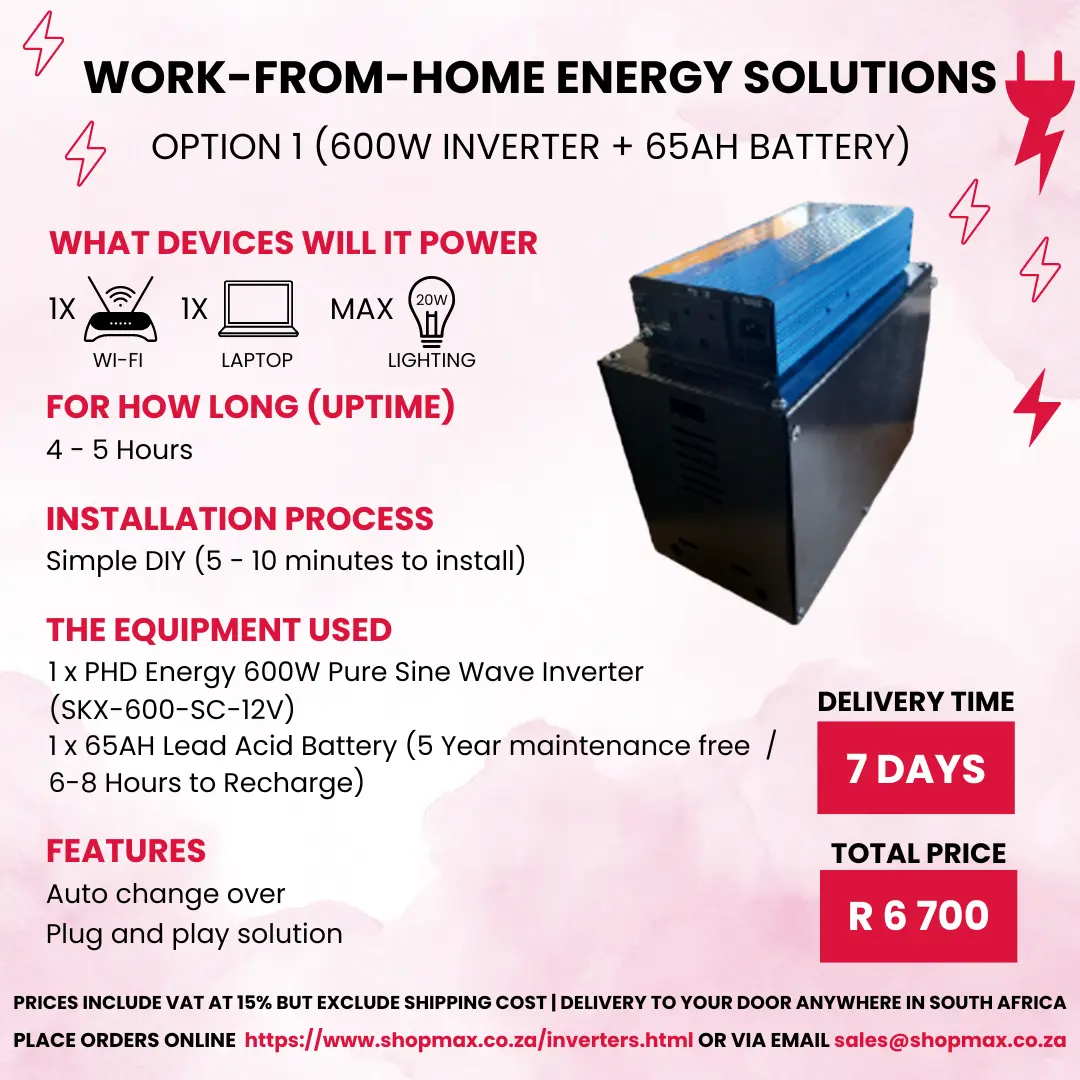 WORK-FROM-HOME ENERGY SOLUTIONS
OPTION 1 (600W INVERTER + 65AH BATTERY)
WHAT DEVICES WILL IT POWER
1X
WI-FI
1X
LAPTOP
MAX
20W
LIGHTING
FOR HOW LONG (UPTIME)
4 - 5 Hours
INSTALLATION PROCESS
Simple DIY (5 - 10 minutes to install)
THE EQUIPMENT USED
1 x PHD Energy 600W Pure Sine Wave Inverter
(SKX-600-SC-12V)
1 x 65AH Lead Acid Battery (5 Year maintenance free /
6-8 Hours to Recharge)
FEATURES
Auto change over
Plug and play solution
DELIVERY TIME
7 DAYS
TOTAL PRICE
R 6 700
PRICES INCLUDE VAT AT 15% BUT EXCLUDE SHIPPING COST | DELIVERY TO YOUR DOOR ANYWHERE IN SOUTH AFRICA
PLACE ORDERS ONLINE https://www.shopmax.co.za/inverters.html OR VIA EMAIL sales@shopmax.co.za